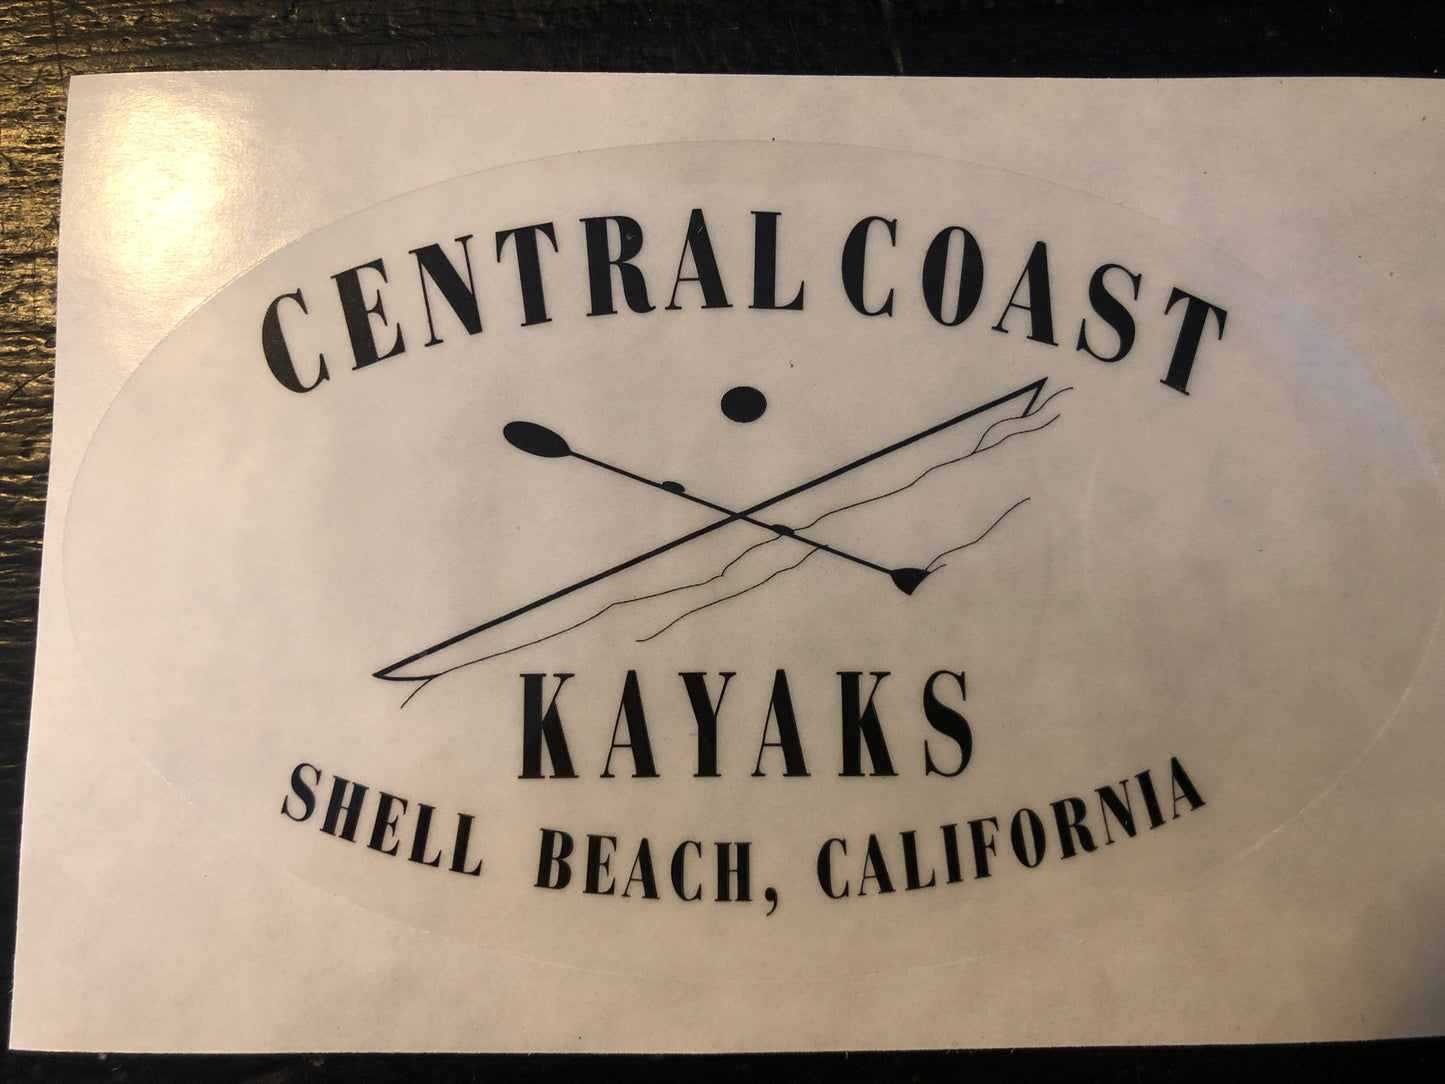 CENTRAL COAST
KAYAKS
SHELL BEACH, CALIFORNIA